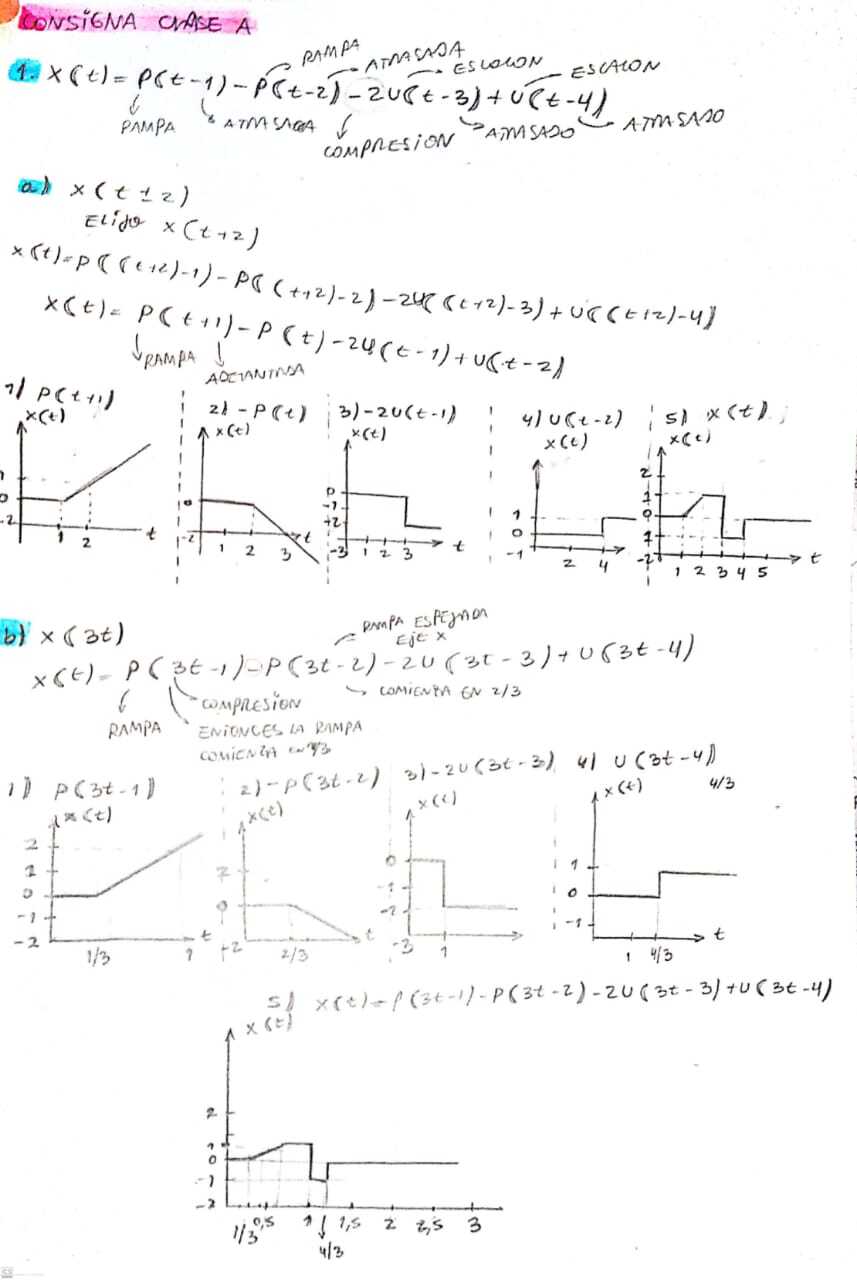 CONSIGNA CLASE A
RAMPA ATRASADA ESCALON ESCALON
1. x(t) = P(t-1) - P(t-2) - 2U(t-3) + U(t-4)
RAMPA ATRASADA COMPRESION ATRASADO ATRASADO
a) x(t ± 2)
ELIJO x(t+2)
x(t) = P((t+2)-1) - P((t+2)-2) - 2U((t+2)-3) + U((t+2)-4)
x(t) = P(t+1) - P(t) - 2U(t-1) + U(t-2)
RAMPA
1) P(t+1) 2) -P(t) 3) -2U(t-1) 4) U(t-2) 5) x(t)
x(t) x(t) x(t) x(t) x(t)
0 -2 1 2 t
0 -2 1 2 3 t
0 -1 +2 -3 1 2 3 t
1 0 -1 2 4
2 1 0 1 -2 1 2 3 4 5 t
b) x(3t)
RAMPA ESPEJADA
EJE X
x(t) = P(3t-1) - P(3t-2) - 2U(3t-3) + U(3t-4)
COMPRESION COMIENZA EN 2/3
RAMPA ENTONCES LA RAMPA
COMIENZA en 1/3
1) P(3t-1) 2) -P(3t-2) 3) -2U(3t-3) 4) U(3t-4)
4/3
x(t) x(t) x(t) x(t)
2 1 0 -1 -2 1/3 1 t
2 0 +2 2/3 t
0 -1 -2 -3 1
1 0 -1 1 4/3 t
5) x(t) = P(3t-1) - P(3t-2) - 2U(3t-3) + U(3t-4)
x(t)
2
1
0
-1
-2
1/3 0,5 1 1,5 2 2,5 3
4/3
CS